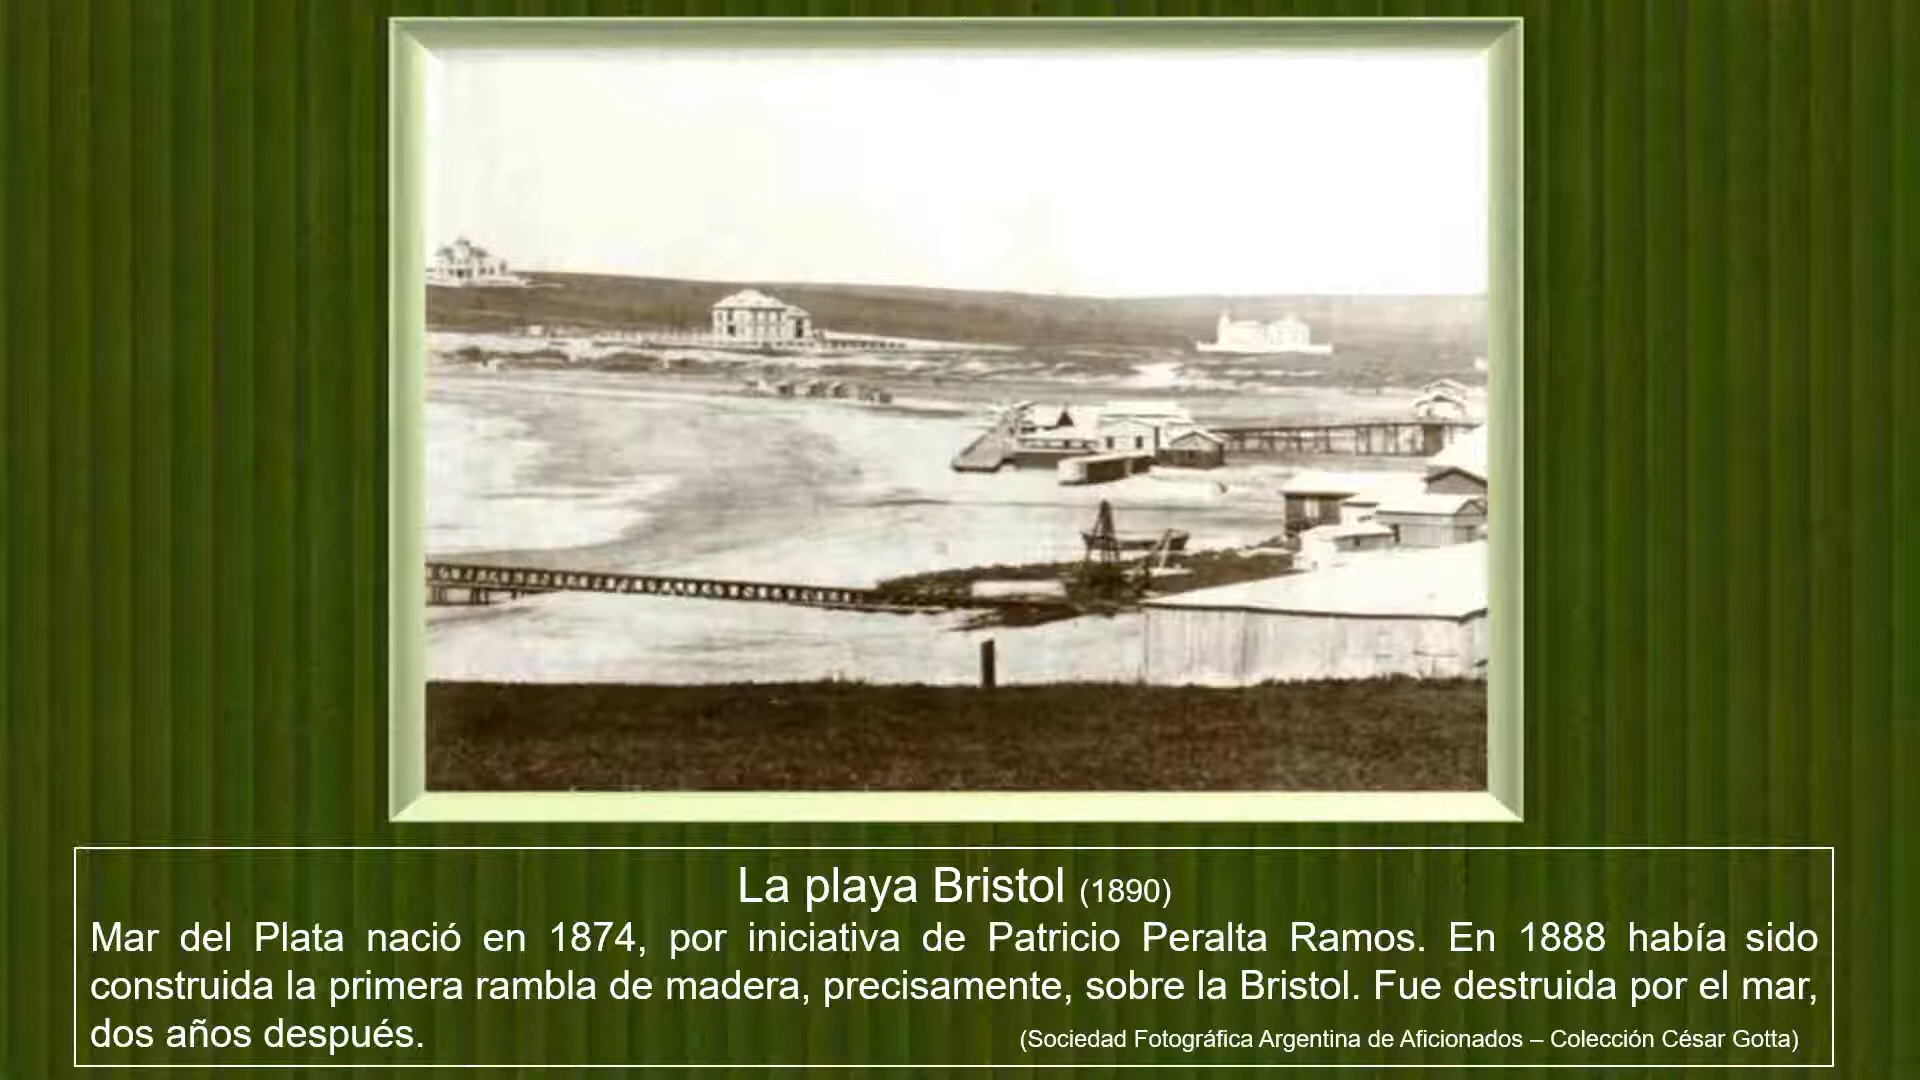 La playa Bristol (1890)
Mar del Plata nació en 1874, por iniciativa de Patricio Peralta Ramos. En 1888 había sido
construida la primera rambla de madera, precisamente, sobre la Bristol. Fue destruida por el mar,
dos años después.
(Sociedad Fotográfica Argentina de Aficionados – Colección César Gotta)